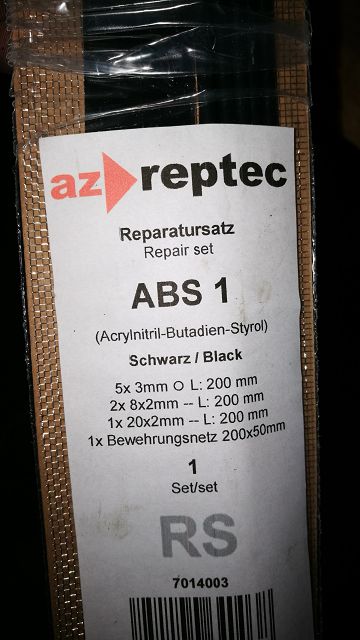 az reptec
Reparatursatz
Repair set
ABS 1
(Acrylnitril-Butadien-Styrol)
Schwarz / Black
5x 3mm O L: 200 mm
2x 8x2mm -- L: 200 mm
1x 20x2mm -- L: 200 mm
1x Bewehrungsnetz 200x50mm
1
Set/set
RS
7014003